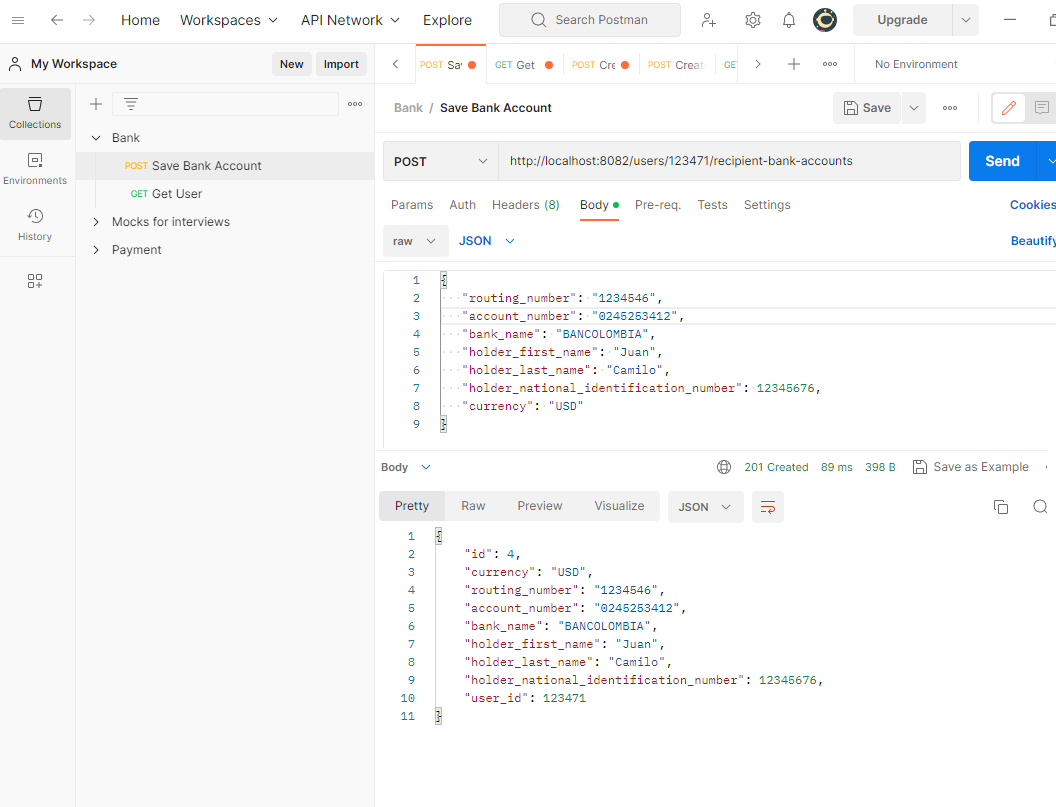 Home Workspaces API Network Explore Search Postman Upgrade
My Workspace New Import POST Sa GET Get POST Cre POST Creat GE No Environment
Collections
Environments
History
Bank
POST Save Bank Account
GET Get User
Mocks for interviews
Payment
Bank / Save Bank Account Save
POST http://localhost:8082/users/123471/recipient-bank-accounts Send
Params Auth Headers (8) Body Pre-req. Tests Settings Cookies
raw JSON Beautify
1 {
2 "routing_number": "1234546",
3 "account_number": "0245253412",
4 "bank_name": "BANCOLOMBIA",
5 "holder_first_name": "Juan",
6 "holder_last_name": "Camilo",
7 "holder_national_identification_number": 12345676,
8 "currency": "USD"
9 }
Body 201 Created 89 ms 398 B Save as Example
Pretty Raw Preview Visualize JSON
1 {
2 "id": 4,
3 "currency": "USD",
4 "routing_number": "1234546",
5 "account_number": "0245253412",
6 "bank_name": "BANCOLOMBIA",
7 "holder_first_name": "Juan",
8 "holder_last_name": "Camilo",
9 "holder_national_identification_number": 12345676,
10 "user_id": 123471
11 }